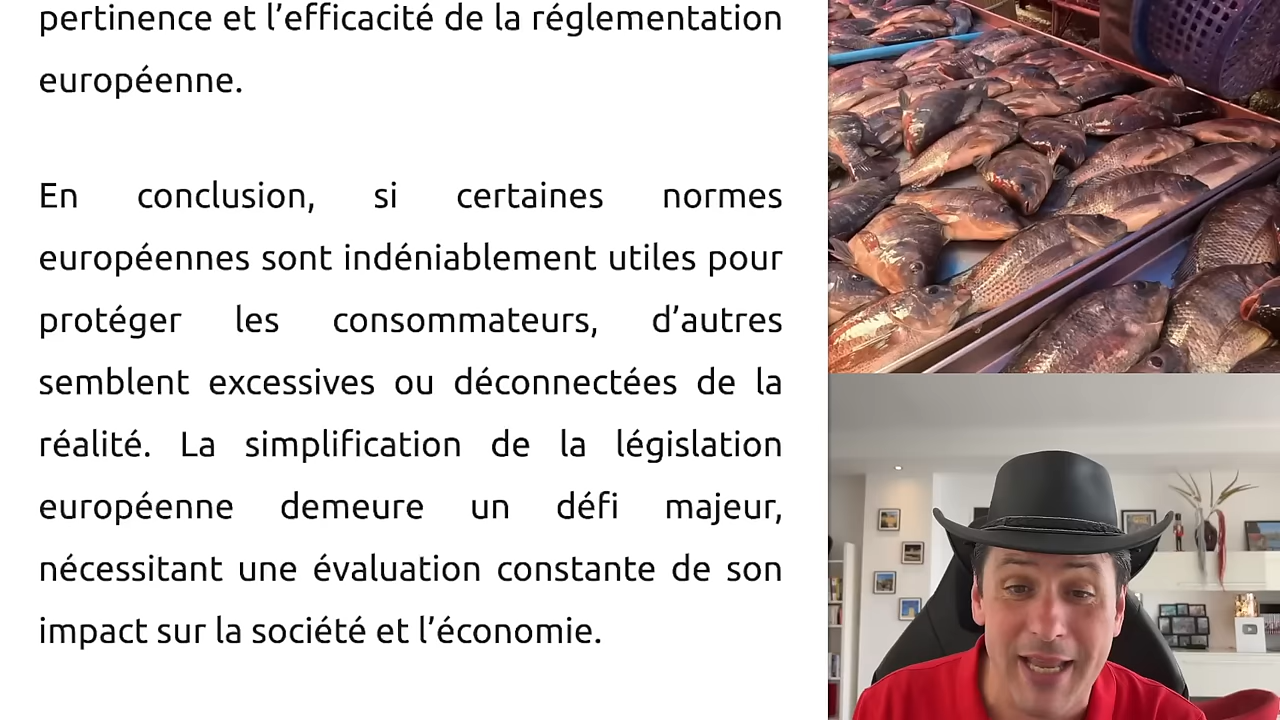 pertinence et l’efficacité de la réglementation
européenne.
En conclusion, si certaines normes
européennes sont indéniablement utiles pour
protéger les consommateurs, d’autres
semblent excessives ou déconnectées de la
réalité. La simplification de la législation
européenne demeure un défi majeur,
nécessitant une évaluation constante de son
impact sur la société et l’économie.